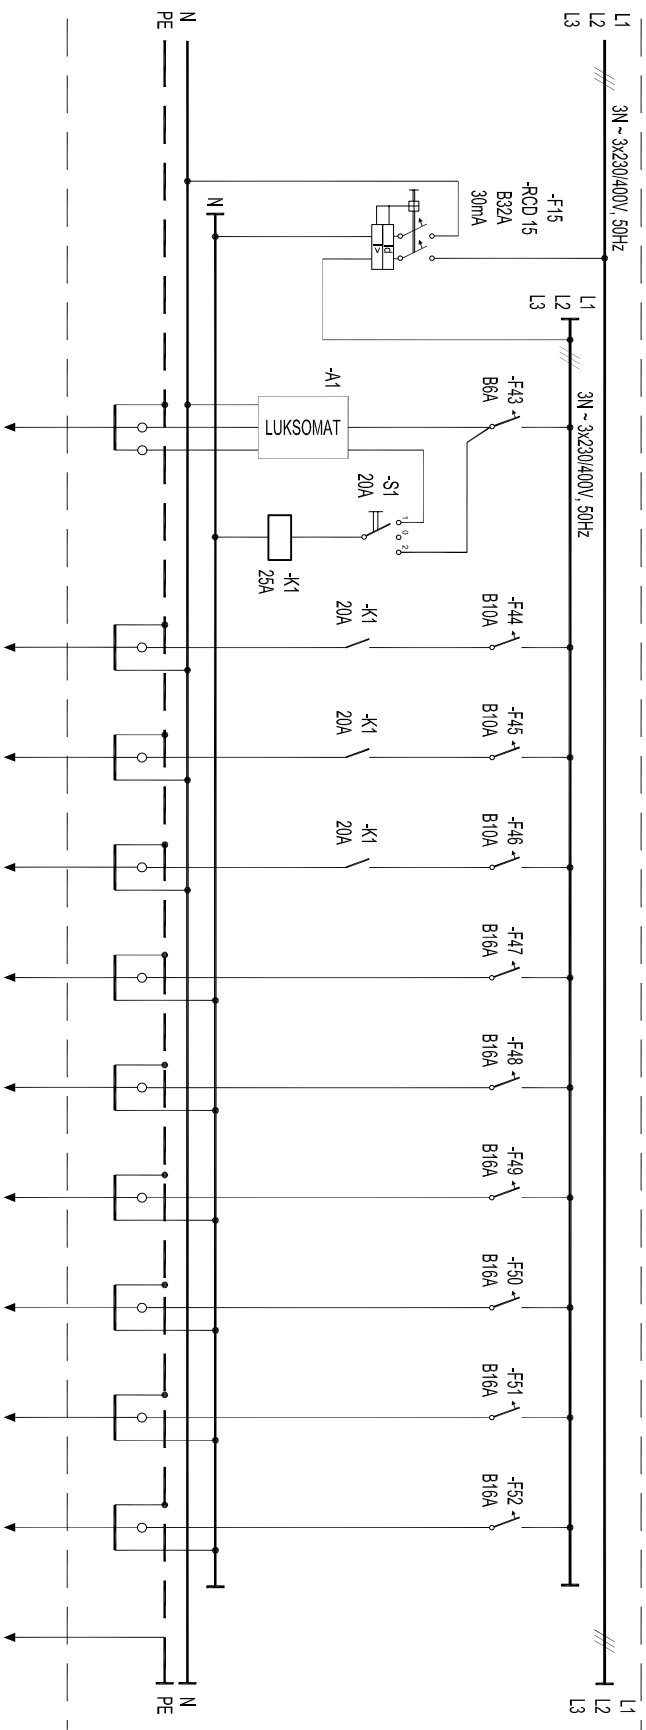 L1
L2
L3
3N ~ 3x230/400V, 50Hz
L1
L2
L3
-F15
-RCD 15
B32A
30mA
Id
I>
N
PE
N
L1
L2
L3
3N ~ 3x230/400V, 50Hz
-F43
B6A
-A1
LUKSOMAT
-S1
20A
1
0
2
-K1
25A
-F44
B10A
-K1
20A
-F45
B10A
-K1
20A
-F46
B10A
-K1
20A
-F47
B16A
-F48
B16A
-F49
B16A
-F50
B16A
-F51
B16A
-F52
B16A
N
PE